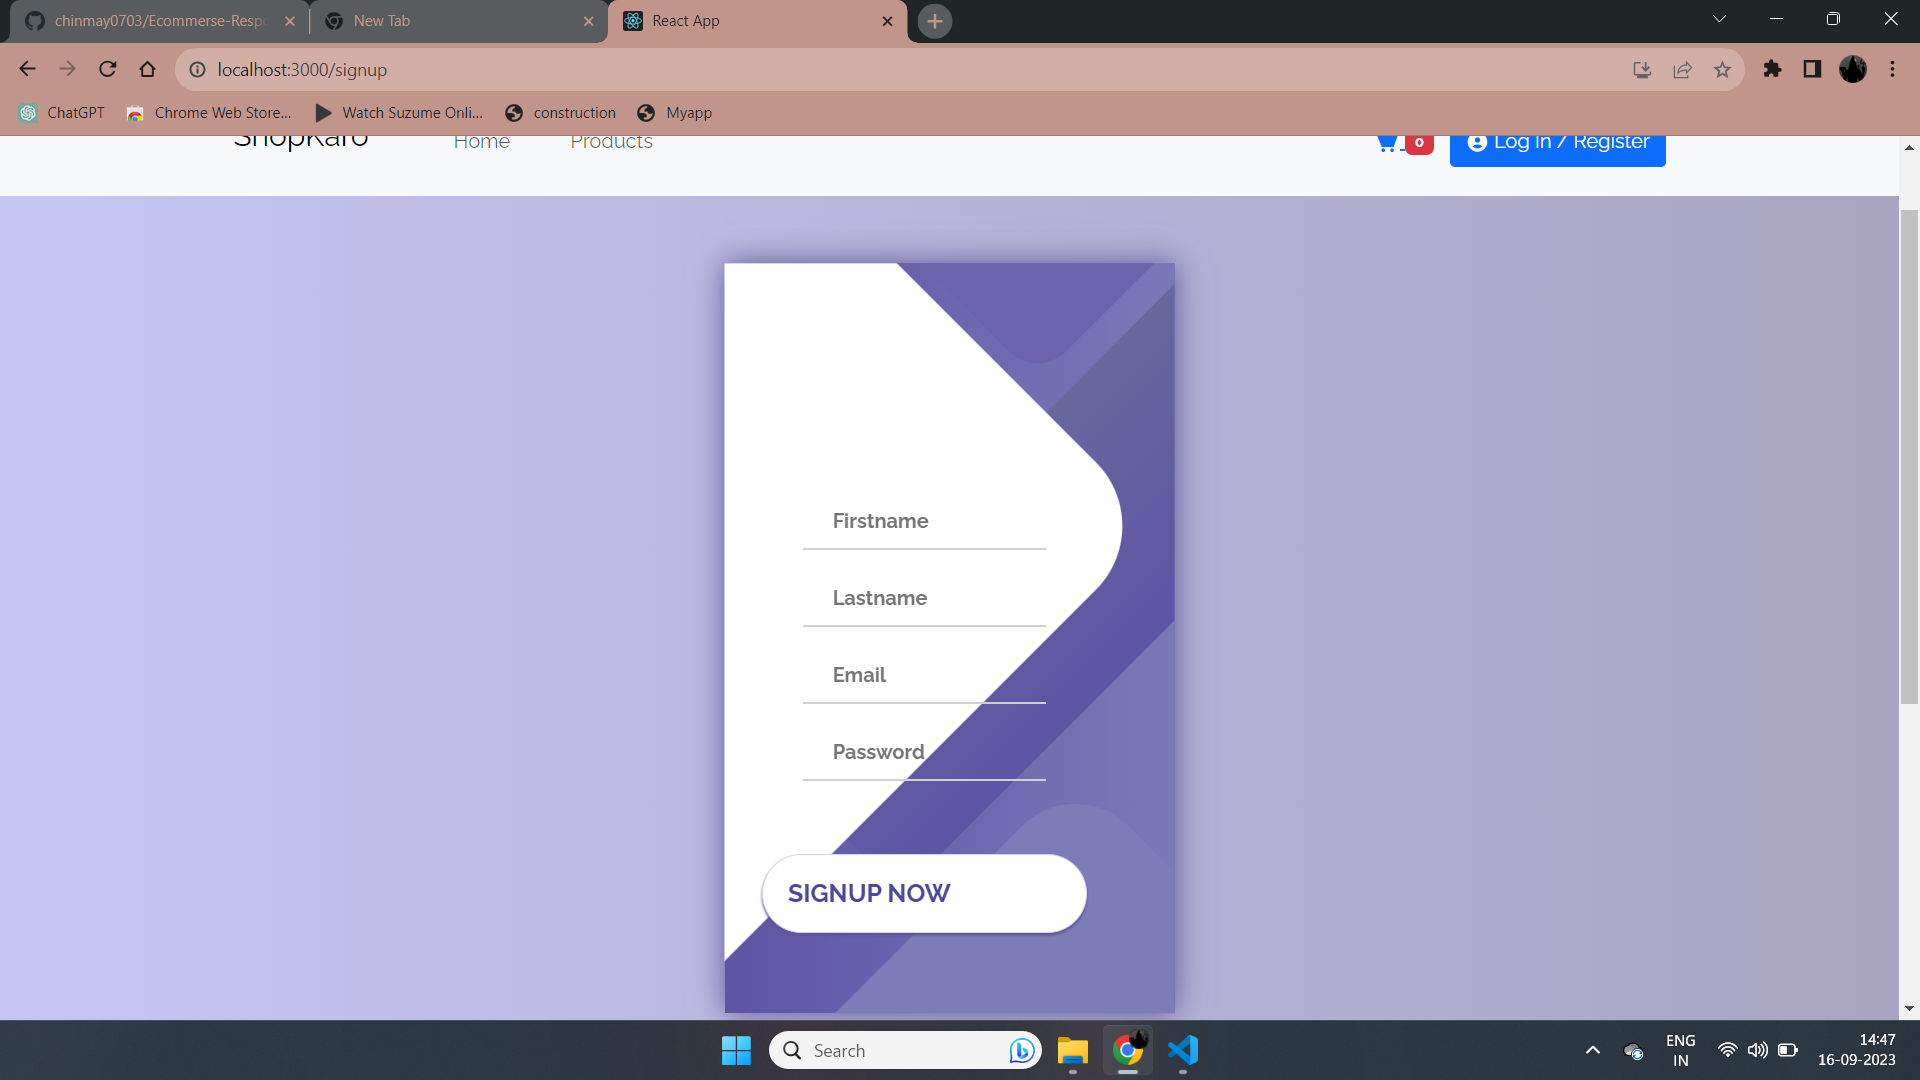 chinmay0703/Ecommerse-Resp
New Tab
React App
localhost:3000/signup
ChatGPT
Chrome Web Store...
Watch Suzume Onli...
construction
Myapp
ShopKaro
Home
Products
0
Log In / Register
Firstname
Lastname
Email
Password
SIGNUP NOW
Search
ENG
IN
14:47
16-09-2023